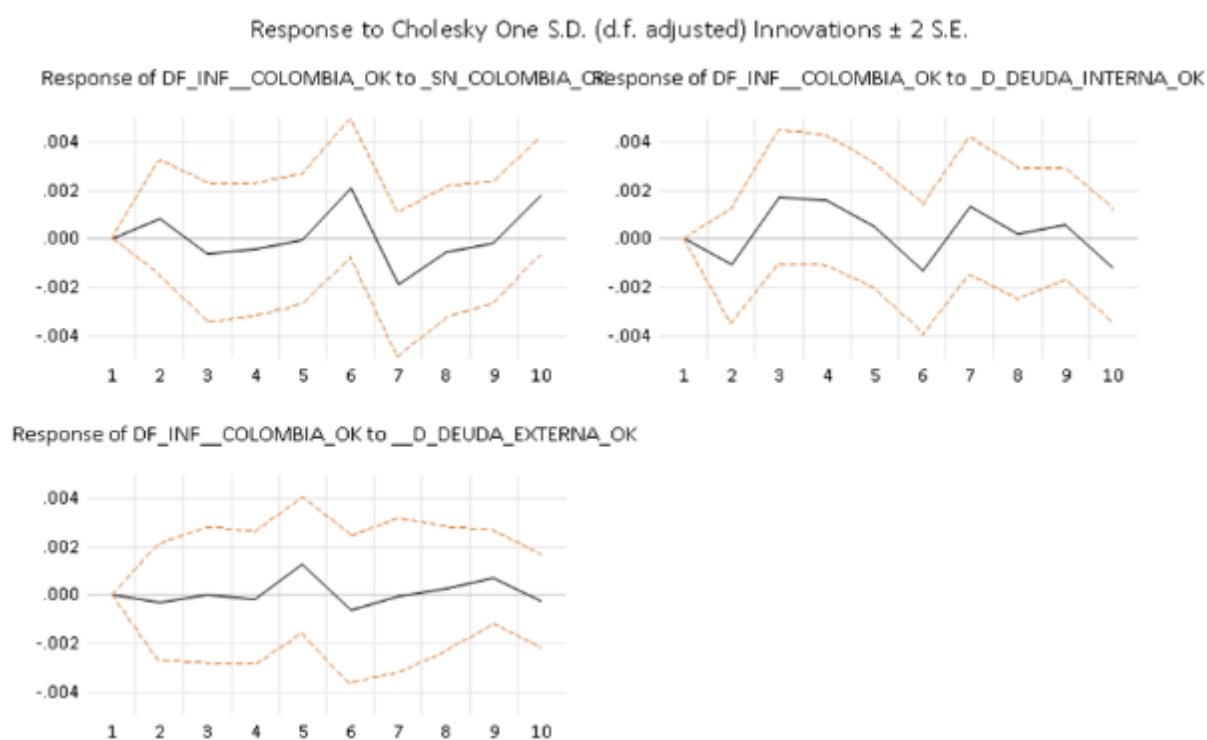 Response to Cholesky One S.D. (d.f. adjusted) Innovations ± 2 S.E.
Response of DF_INF__COLOMBIA_OK to _SN_COLOMBIA_OK
.004
.002
.000
-.002
-.004
1 2 3 4 5 6 7 8 9 10
Response of DF_INF__COLOMBIA_OK to _D_DEUDA_INTERNA_OK
.004
.002
.000
-.002
-.004
1 2 3 4 5 6 7 8 9 10
Response of DF_INF__COLOMBIA_OK to __D_DEUDA_EXTERNA_OK
.004
.002
.000
-.002
-.004
1 2 3 4 5 6 7 8 9 10